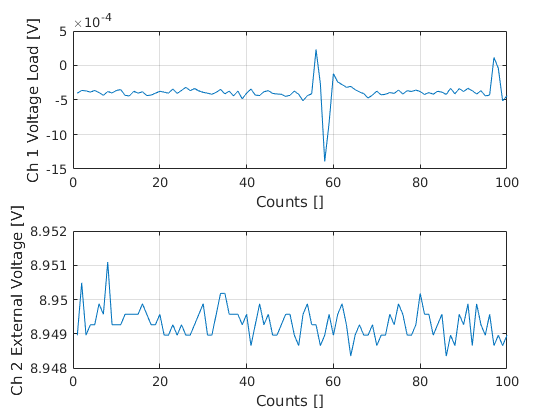 ×10^-4
5
0
-5
-10
-15
Ch 1 Voltage Load [V]
0 20 40 60 80 100
Counts []
8.952
8.951
8.95
8.949
8.948
Ch 2 External Voltage [V]
0 20 40 60 80 100
Counts []